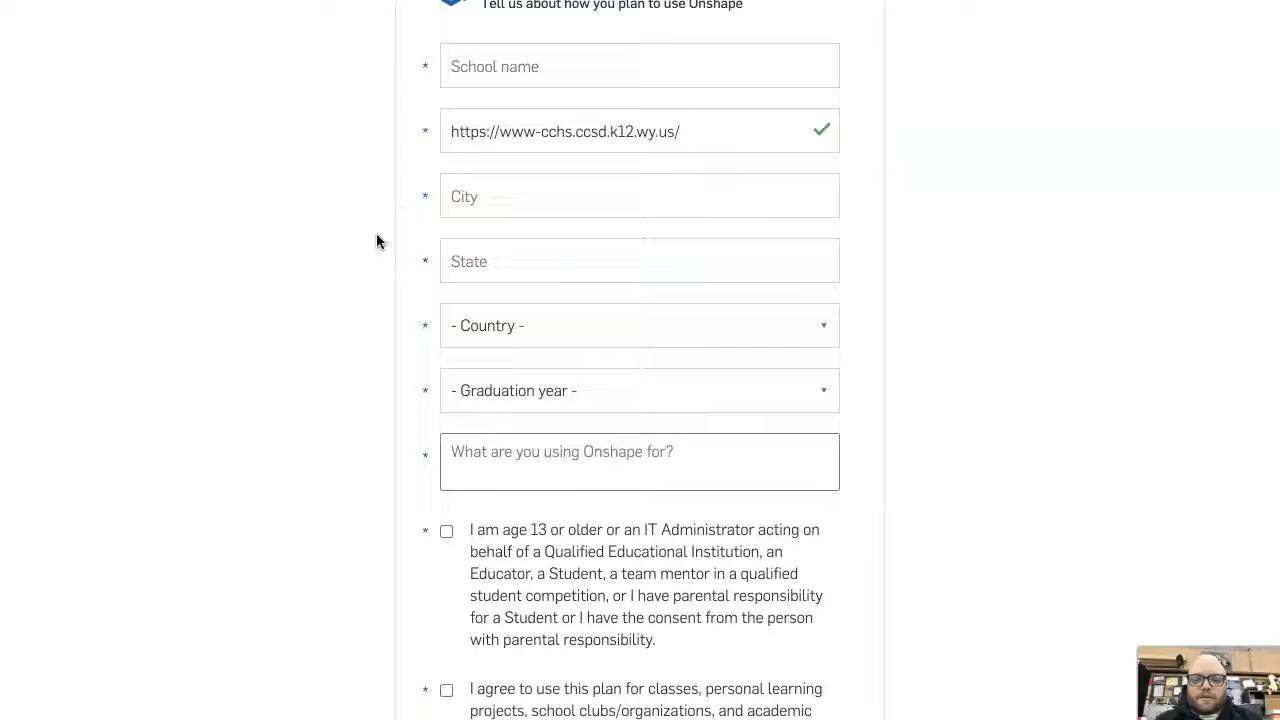 Tell us about how you plan to use Onshape
* School name
* https://www-cchs.ccsd.k12.wy.us/
* City
* State
* - Country -
* - Graduation year -
* What are you using Onshape for?
* I am age 13 or older or an IT Administrator acting on
behalf of a Qualified Educational Institution, an
Educator, a Student, a team mentor in a qualified
student competition, or I have parental responsibility
for a Student or I have the consent from the person
with parental responsibility.
* I agree to use this plan for classes, personal learning
projects, school clubs/organizations, and academic